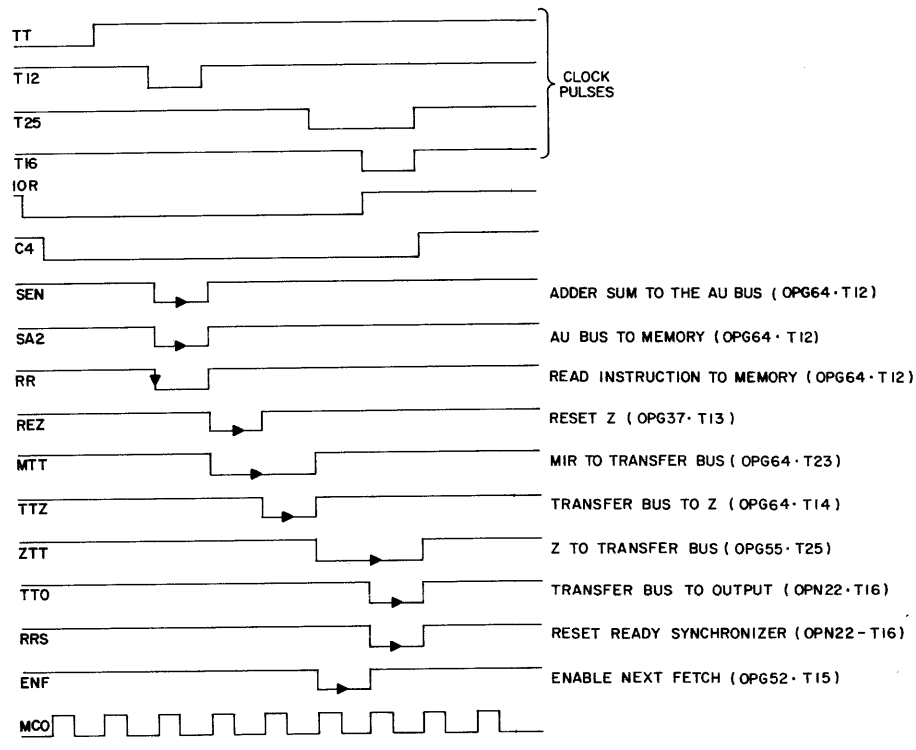 TT
T12
CLOCK
PULSES
T25
T16
IOR
C4
SEN ADDER SUM TO THE AU BUS (OPG64·T12)
SA2 AU BUS TO MEMORY (OPG64·T12)
RR READ INSTRUCTION TO MEMORY (OPG64·T12)
REZ RESET Z (OPG37·T13)
MTT MIR TO TRANSFER BUS (OPG64·T23)
TTZ TRANSFER BUS TO Z (OPG64·T14)
ZTT Z TO TRANSFER BUS (OPG55·T25)
TTO TRANSFER BUS TO OUTPUT (OPN22·T16)
RRS RESET READY SYNCHRONIZER (OPN22-T16)
ENF ENABLE NEXT FETCH (OPG52·T15)
MCO